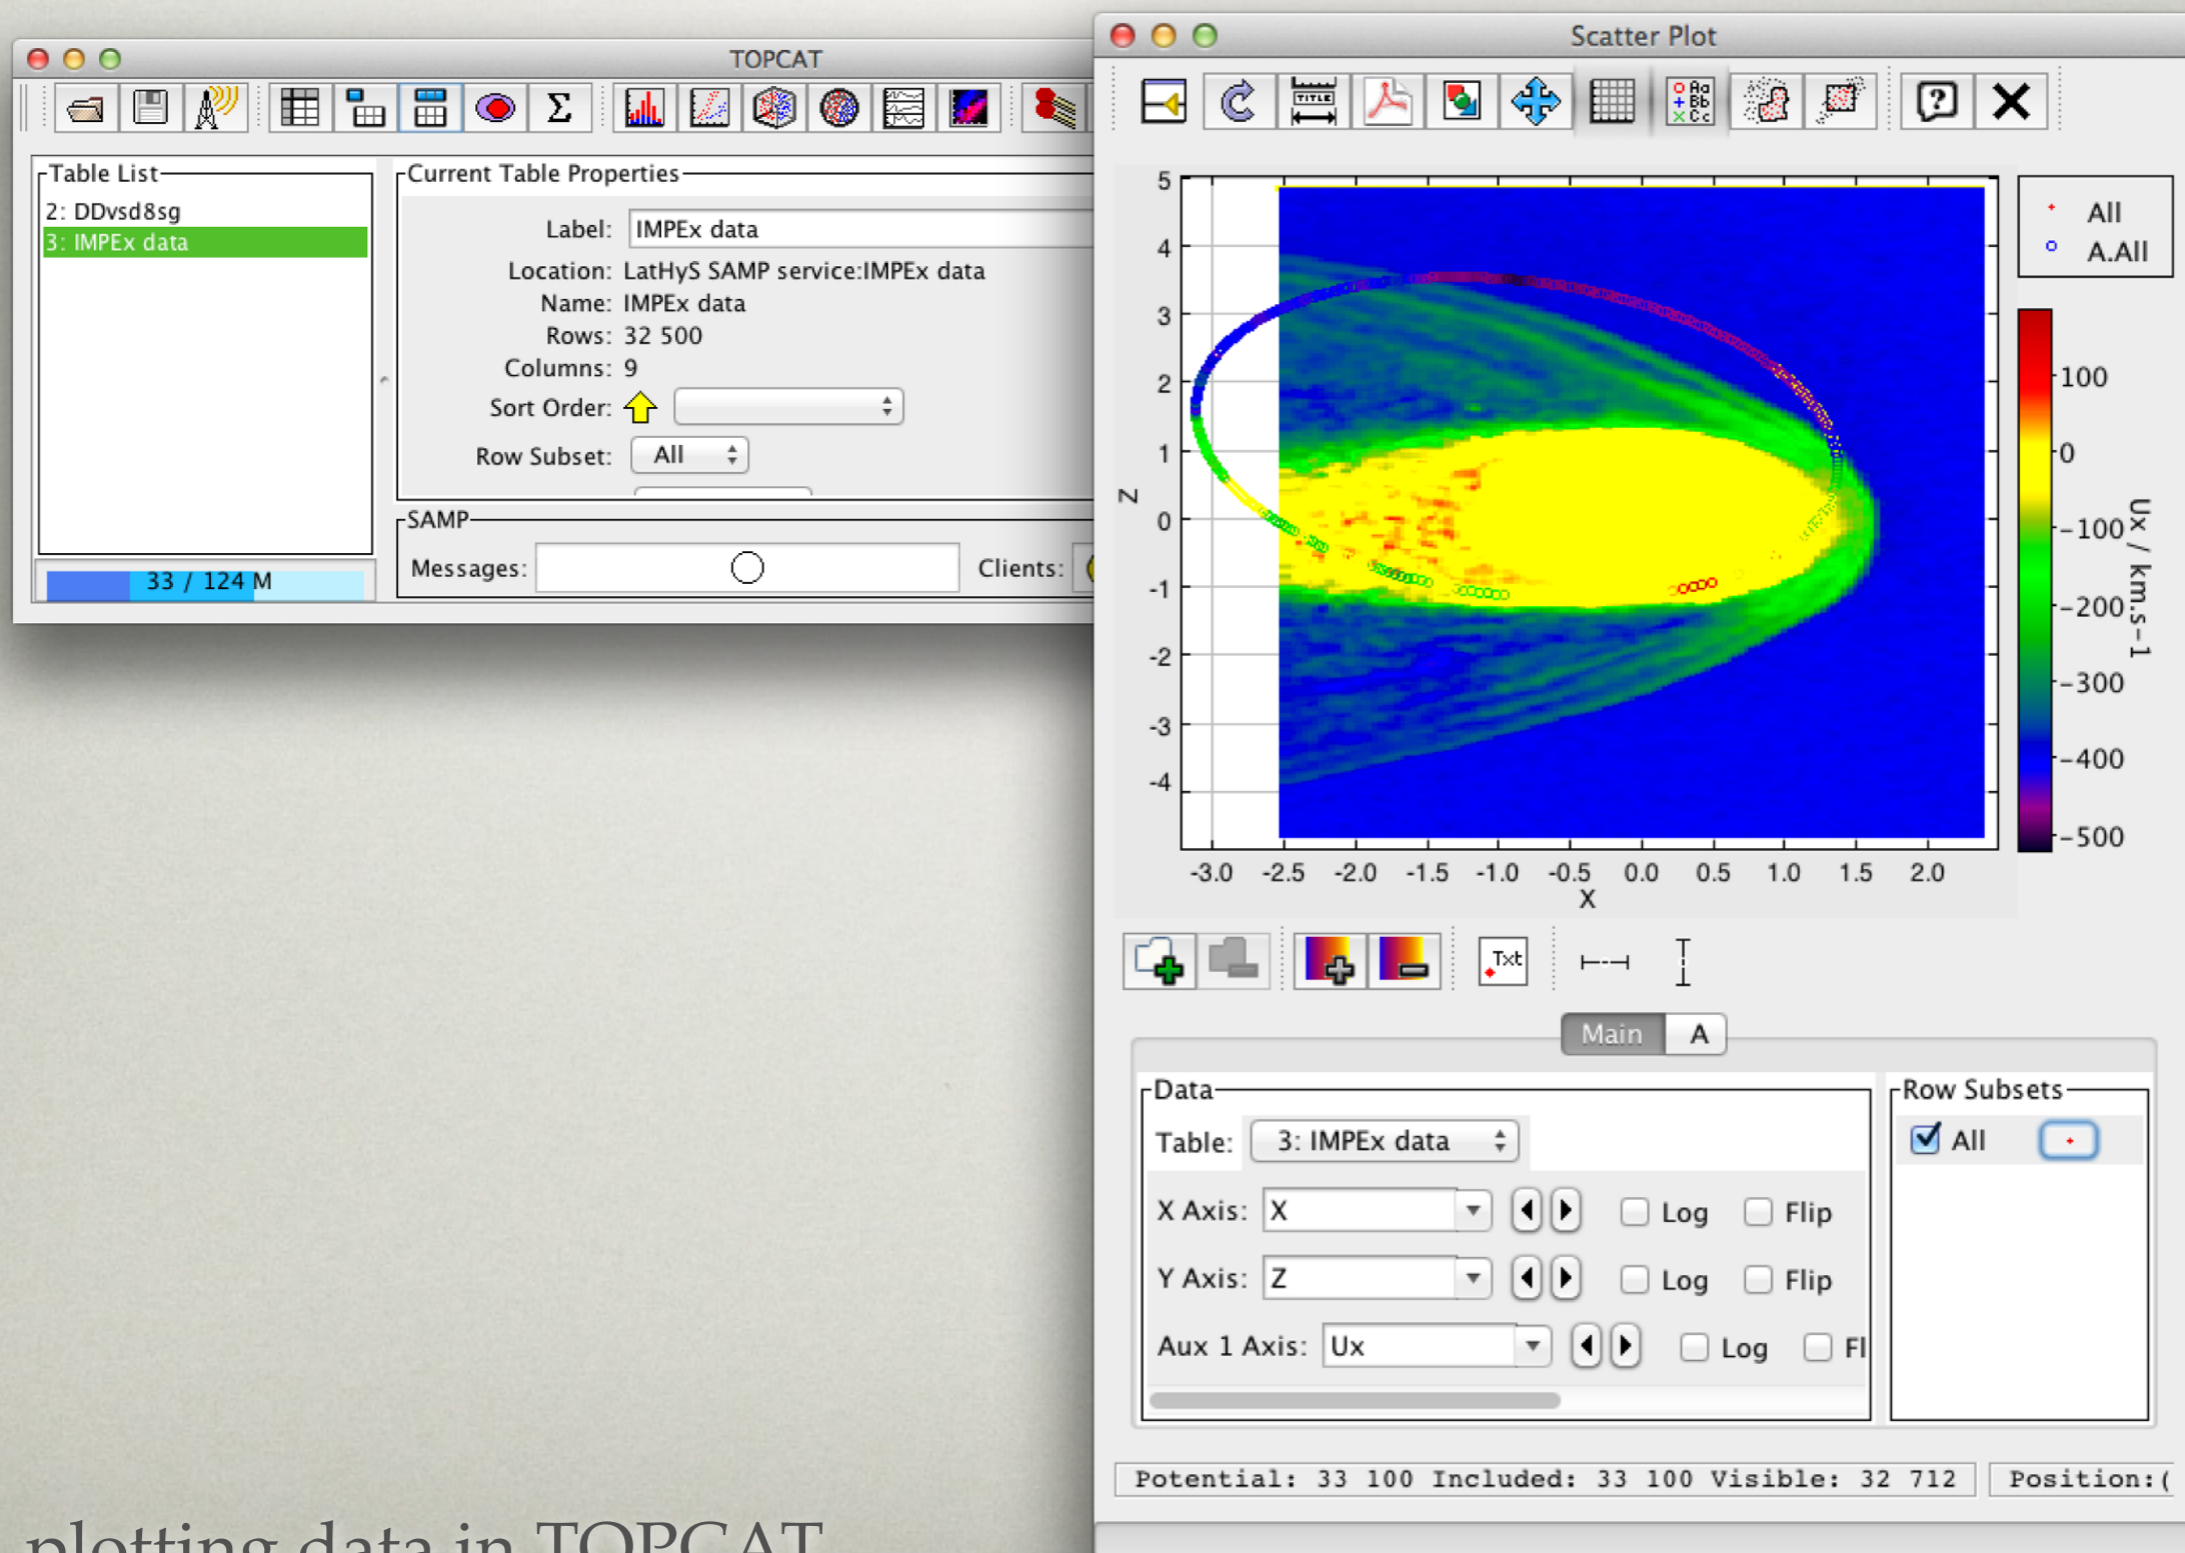 TOPCAT
Table List
2: DDvsd8sg
3: IMPEx data
33 / 124 M
Current Table Properties
Label: IMPEx data
Location: LatHyS SAMP service:IMPEx data
Name: IMPEx data
Rows: 32 500
Columns: 9
Sort Order:
Row Subset: All
SAMP
Messages:
Clients:
Scatter Plot
TITLE
Aa
Bb
Cc
5
4
3
2
1
0
-1
-2
-3
-4
Z
-3.0 -2.5 -2.0 -1.5 -1.0 -0.5 0.0 0.5 1.0 1.5 2.0
X
All
A.All
100
0
-100
-200
-300
-400
-500
Ux / km.s-1
Txt
Main A
Data
Table: 3: IMPEx data
X Axis: X Log Flip
Y Axis: Z Log Flip
Aux 1 Axis: Ux Log Fl
Row Subsets
All
Potential: 33 100 Included: 33 100 Visible: 32 712
Position:(
plotting data in TOPCAT